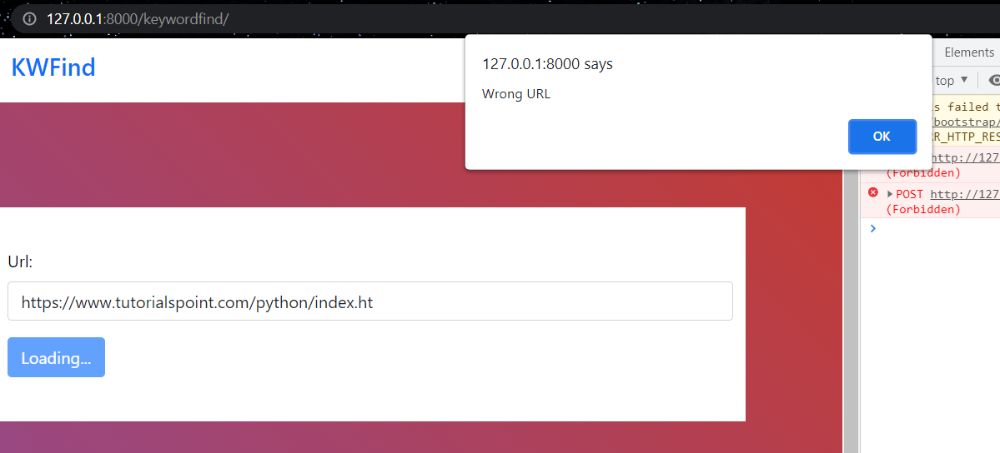 127.0.0.1:8000/keywordfind/
KWFind
127.0.0.1:8000 says
Wrong URL
OK
Url:
https://www.tutorialspoint.com/python/index.ht
Loading...
Elements
top
s failed t
/bootstrap/
R_HTTP_RES
http://127
(Forbidden)
POST http://127
(Forbidden)